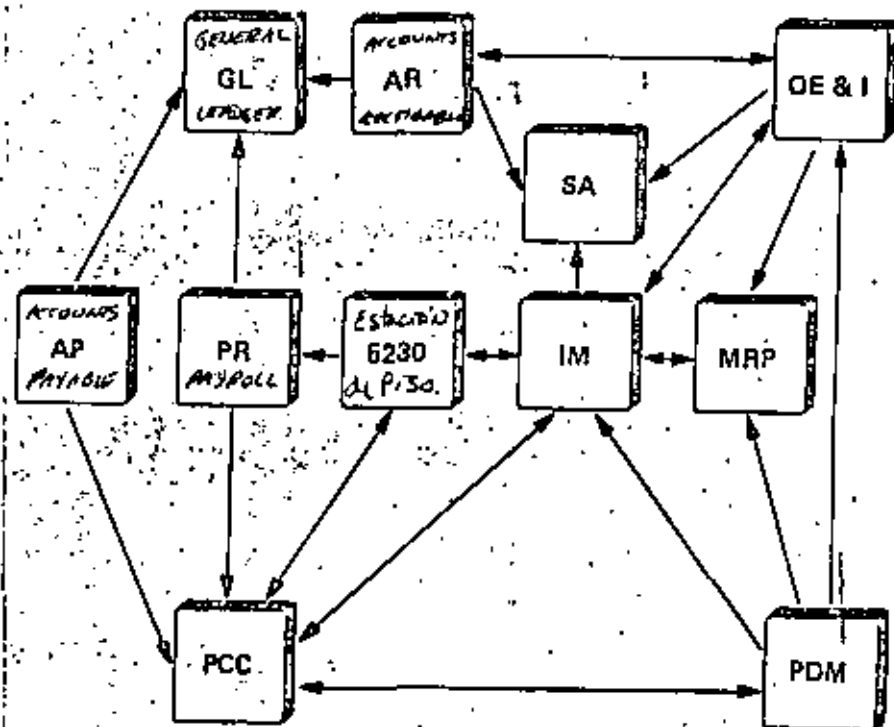 GENERAL
GL
LEDGER
ACCOUNTS
AR
OE & I
SA
ACCOUNTS
AP
PAYABLE
PR
PAYROLL
Estación
5230
de Piso.
IM
MRP
PCC
PDM